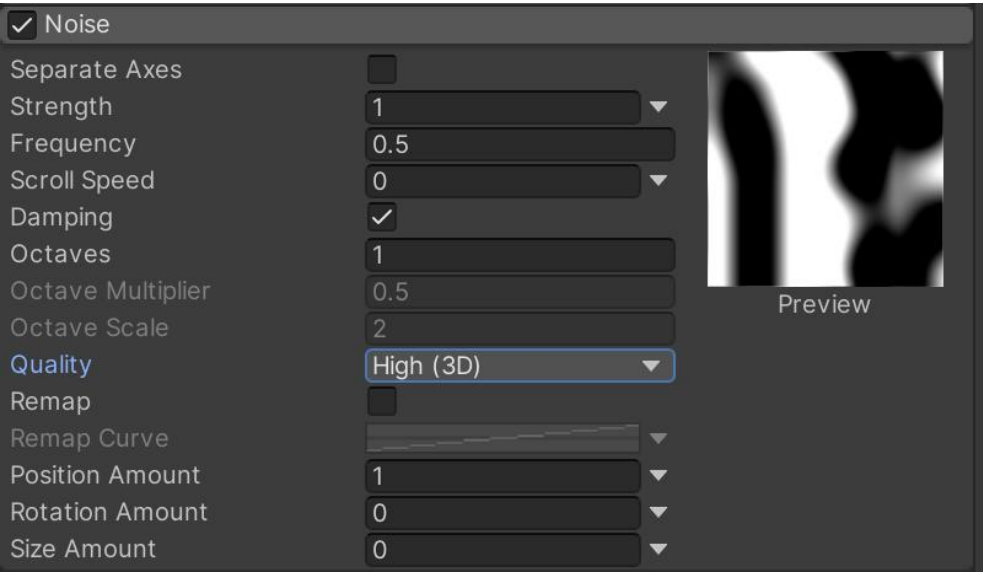 Noise
Separate Axes
Strength 1
Frequency 0.5
Scroll Speed 0
Damping
Octaves 1
Octave Multiplier 0.5
Octave Scale 2
Quality High (3D)
Remap
Remap Curve
Position Amount 1
Rotation Amount 0
Size Amount 0
Preview